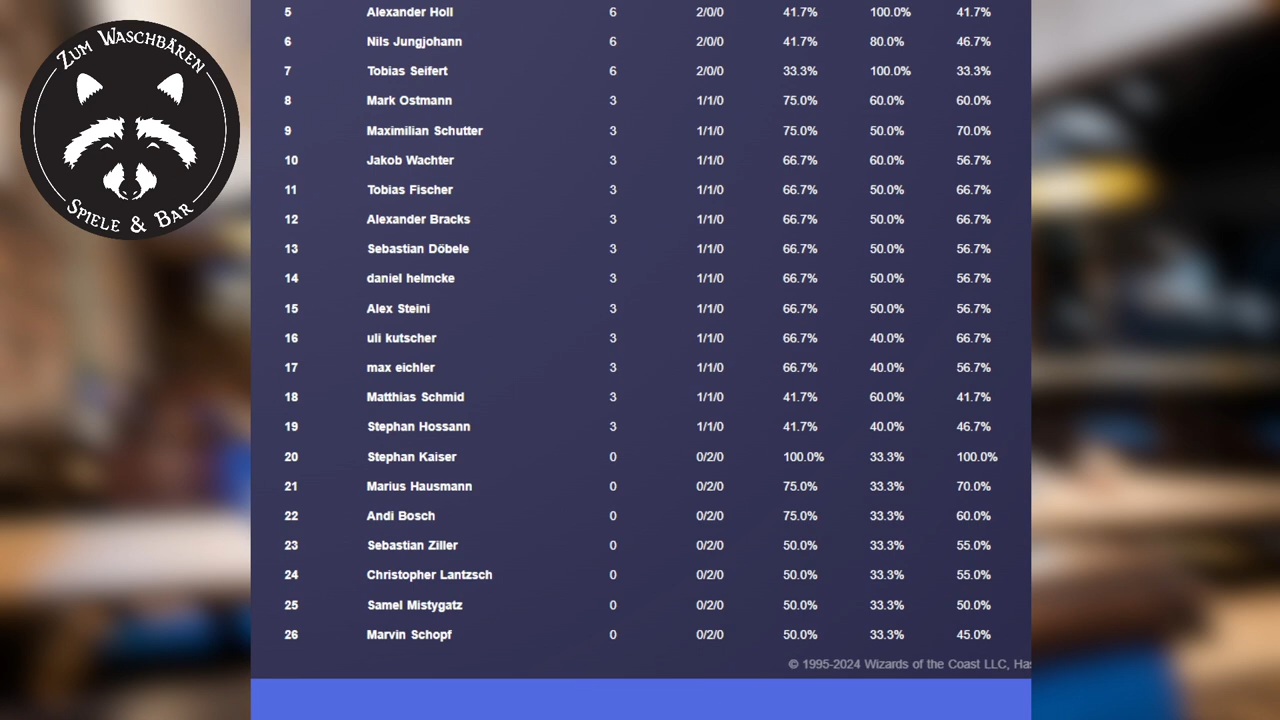 ZUM WASCHBÄREN
SPIELE & BAR
5 Alexander Holl 6 2/0/0 41.7% 100.0% 41.7%
6 Nils Jungjohann 6 2/0/0 41.7% 80.0% 46.7%
7 Tobias Seifert 6 2/0/0 33.3% 100.0% 33.3%
8 Mark Ostmann 3 1/1/0 75.0% 60.0% 60.0%
9 Maximilian Schutter 3 1/1/0 75.0% 50.0% 70.0%
10 Jakob Wachter 3 1/1/0 66.7% 60.0% 56.7%
11 Tobias Fischer 3 1/1/0 66.7% 50.0% 66.7%
12 Alexander Bracks 3 1/1/0 66.7% 50.0% 66.7%
13 Sebastian Döbele 3 1/1/0 66.7% 50.0% 56.7%
14 daniel helmcke 3 1/1/0 66.7% 50.0% 56.7%
15 Alex Steini 3 1/1/0 66.7% 50.0% 56.7%
16 uli kutscher 3 1/1/0 66.7% 40.0% 66.7%
17 max eichler 3 1/1/0 66.7% 40.0% 56.7%
18 Matthias Schmid 3 1/1/0 41.7% 60.0% 41.7%
19 Stephan Hossann 3 1/1/0 41.7% 40.0% 46.7%
20 Stephan Kaiser 0 0/2/0 100.0% 33.3% 100.0%
21 Marius Hausmann 0 0/2/0 75.0% 33.3% 70.0%
22 Andi Bosch 0 0/2/0 75.0% 33.3% 60.0%
23 Sebastian Ziller 0 0/2/0 50.0% 33.3% 55.0%
24 Christopher Lantzsch 0 0/2/0 50.0% 33.3% 55.0%
25 Samel Mistygatz 0 0/2/0 50.0% 33.3% 50.0%
26 Marvin Schopf 0 0/2/0 50.0% 33.3% 45.0%
© 1995-2024 Wizards of the Coast LLC, Has